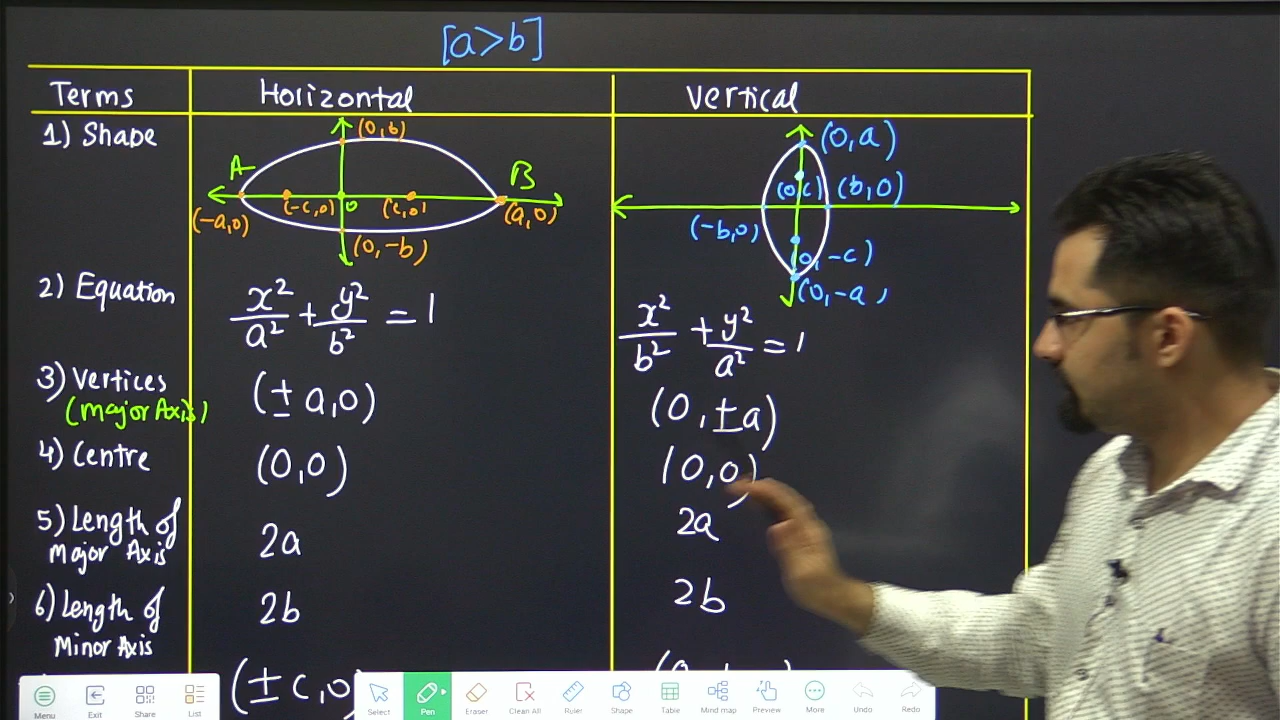 [a>b]
Terms Horizontal Vertical
1) Shape
(0,b)
A
B
(-a,0)
(-c,0)
0
(c,0)
(a,0)
(0,-b)
(0,a)
(0,c)
(b,0)
(-b,0)
(0,-c)
(0,-a)
2) Equation
x²/a² + y²/b² = 1
x²/b² + y²/a² = 1
3) Vertices
(major Axis)
(± a,0)
(0,±a)
4) Centre
(0,0)
(0,0)
5) Length of
Major Axis
2a
2a
6) Length of
Minor Axis
2b
2b
(± c,0
Menu Exit Share List Select Pen Eraser Clean All Ruler Shape Table Mind map Preview More Undo Redo